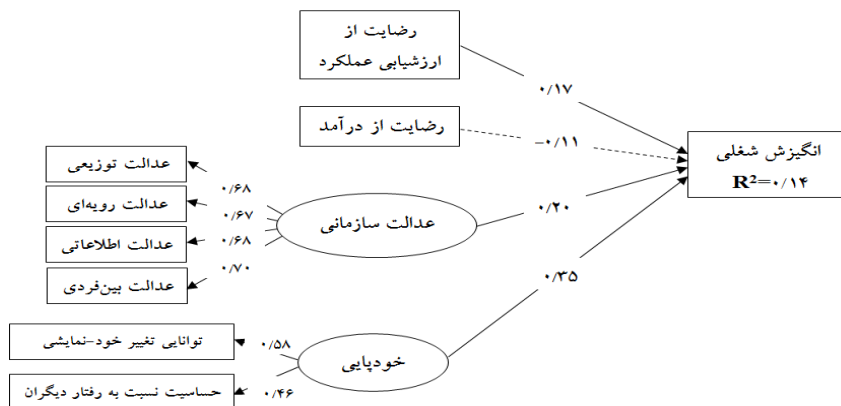 رضایت از
ارزشیابی عملکرد
۰/۱۷
رضایت از درآمد
-۰/۱۱
انگیزش شغلی
R²=۰/۱۴
عدالت توزیعی
۰/۶۸
عدالت رویه‌ای
۰/۶۷
عدالت سازمانی
۰/۲۰
عدالت اطلاعاتی
۰/۶۸
عدالت بین‌فردی
۰/۷۰
۰/۳۵
توانایی تغییر خود-نمایشی
۰/۵۸
خودپایی
حساسیت نسبت به رفتار دیگران
۰/۴۶